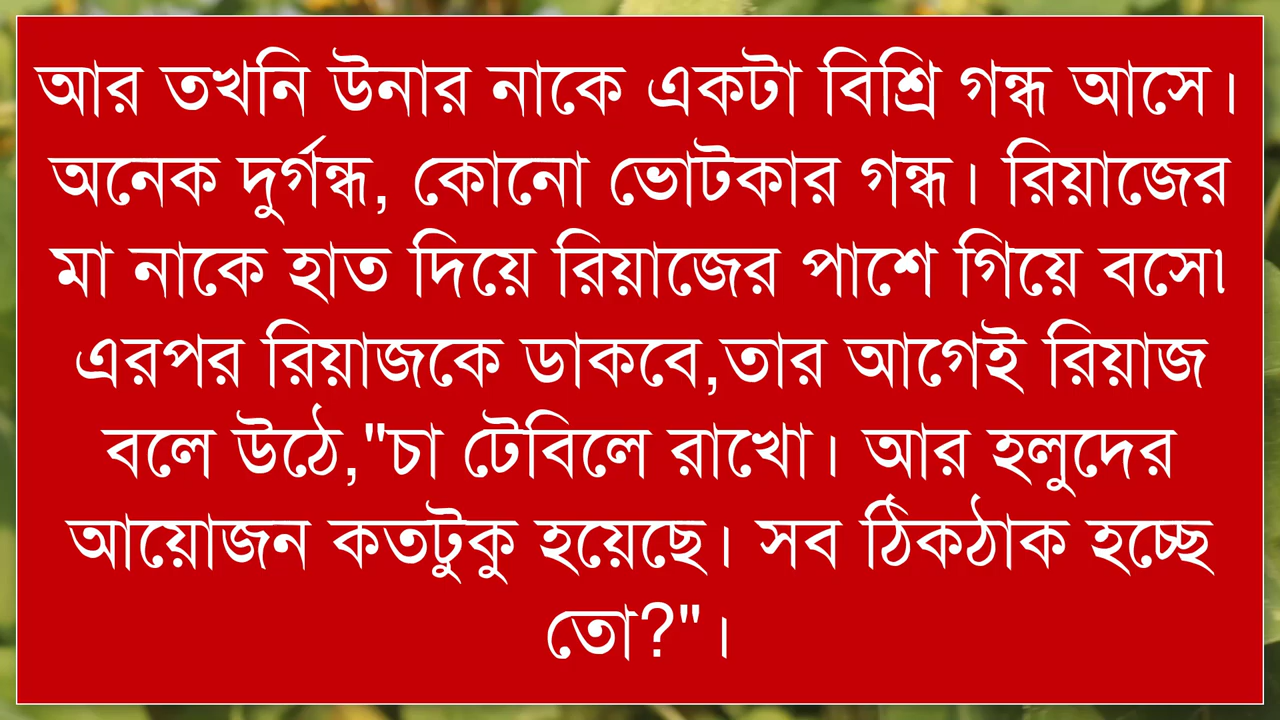 আর তখনি উনার নাকে একটা বিশ্রি গন্ধ আসে।
অনেক দুর্গন্ধ, কোনো ভোটকার গন্ধ। রিয়াজের
মা নাকে হাত দিয়ে রিয়াজের পাশে গিয়ে বসে৷
এরপর রিয়াজকে ডাকবে,তার আগেই রিয়াজ
বলে উঠে,"চা টেবিলে রাখো। আর হলুদের
আয়োজন কতটুকু হয়েছে। সব ঠিকঠাক হচ্ছে
তো?"।